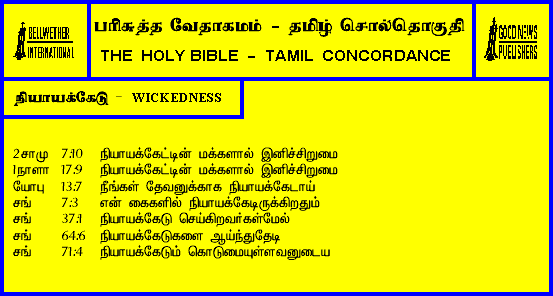 BELLWETHER
INTERNATIONAL
பரிசுத்த வேதாகமம் - தமிழ் சொல்தொகுதி
THE HOLY BIBLE - TAMIL CONCORDANCE
GOOD NEWS
PUBLISHERS
நியாயக்கேடு - WICKEDNESS
2சாமு 7:10 நியாயக்கேட்டின் மக்களால் இனிச்சிறுமை
1நாளா 17:9 நியாயக்கேட்டின் மக்களால் இனிச்சிறுமை
யோபு 13:7 நீங்கள் தேவனுக்காக நியாயக்கேடாய்
சங் 7:3 என் கைகளில் நியாயக்கேடிருக்கிறதும்
சங் 37:1 நியாயக்கேடு செய்கிறவர்கள்மேல்
சங் 64:6 நியாயக்கேடுகளை ஆய்ந்துதேடி
சங் 71:4 நியாயக்கேடும் கொடுமையுள்ளவனுடைய